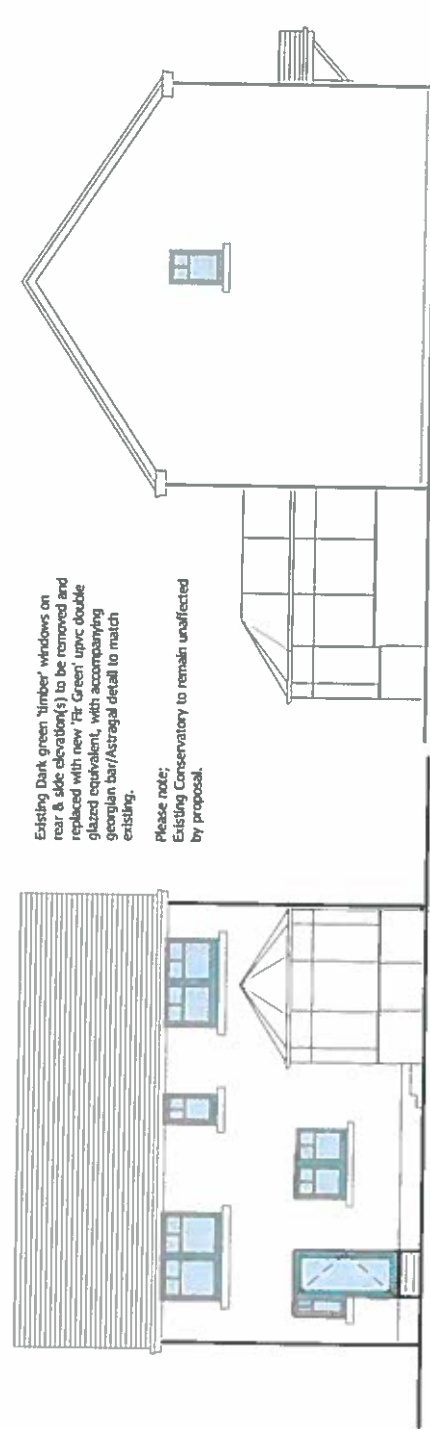 Existing Dark green 'timber' windows on
rear & side elevation(s) to be removed and
replaced with new 'Fir Green' upvc double
glazed equivalent, with accompanying
georgian bar/Astragal detail to match
existing.
Please note;
Existing Conservatory to remain unaffected
by proposal.